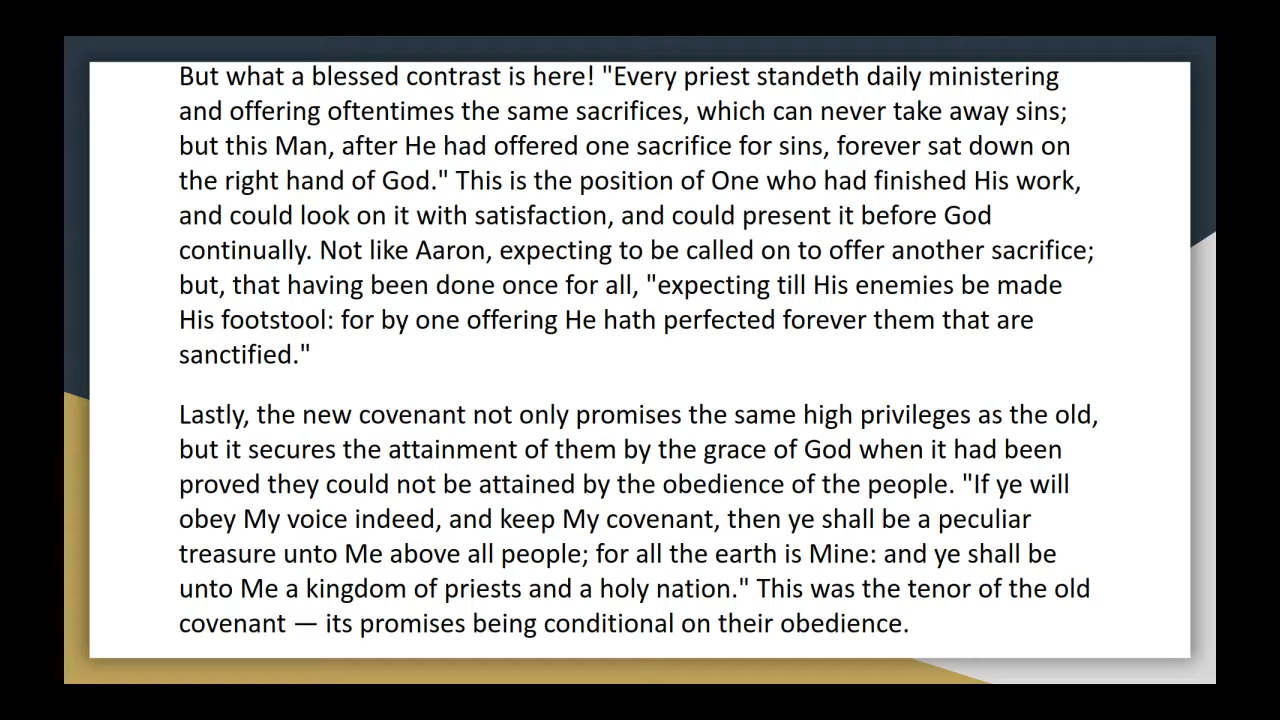 But what a blessed contrast is here! "Every priest standeth daily ministering
and offering oftentimes the same sacrifices, which can never take away sins;
but this Man, after He had offered one sacrifice for sins, forever sat down on
the right hand of God." This is the position of One who had finished His work,
and could look on it with satisfaction, and could present it before God
continually. Not like Aaron, expecting to be called on to offer another sacrifice;
but, that having been done once for all, "expecting till His enemies be made
His footstool: for by one offering He hath perfected forever them that are
sanctified."
Lastly, the new covenant not only promises the same high privileges as the old,
but it secures the attainment of them by the grace of God when it had been
proved they could not be attained by the obedience of the people. "If ye will
obey My voice indeed, and keep My covenant, then ye shall be a peculiar
treasure unto Me above all people; for all the earth is Mine: and ye shall be
unto Me a kingdom of priests and a holy nation." This was the tenor of the old
covenant — its promises being conditional on their obedience.